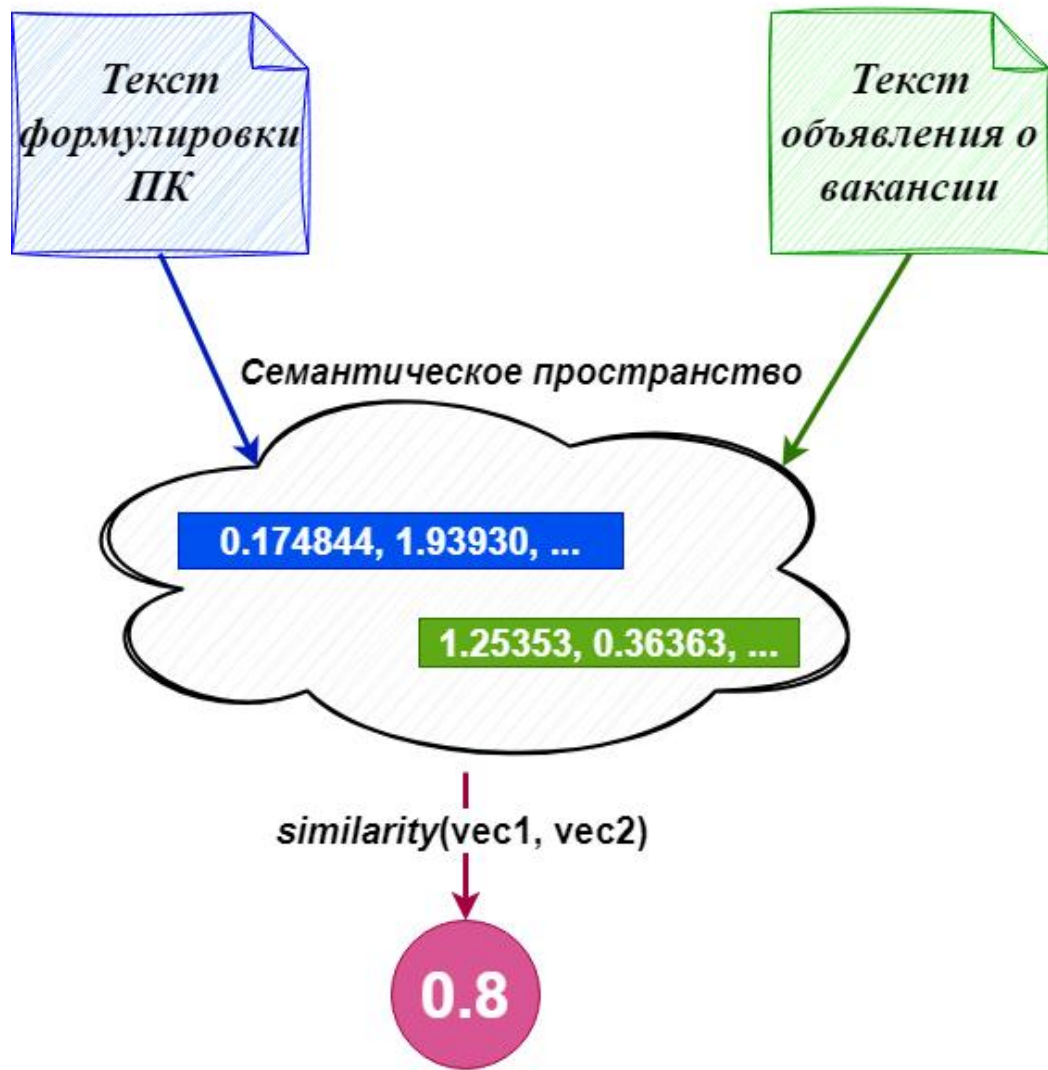 Текст
формулировки
ПК
Текст
объявления о
вакансии
Семантическое пространство
0.174844, 1.93930, ...
1.25353, 0.36363, ...
similarity(vec1, vec2)
0.8